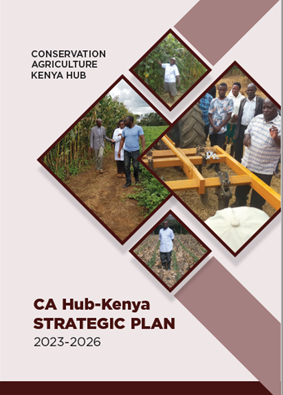 CONSERVATION
AGRICULTURE
KENYA HUB
CA Hub-Kenya
STRATEGIC PLAN
2023-2026